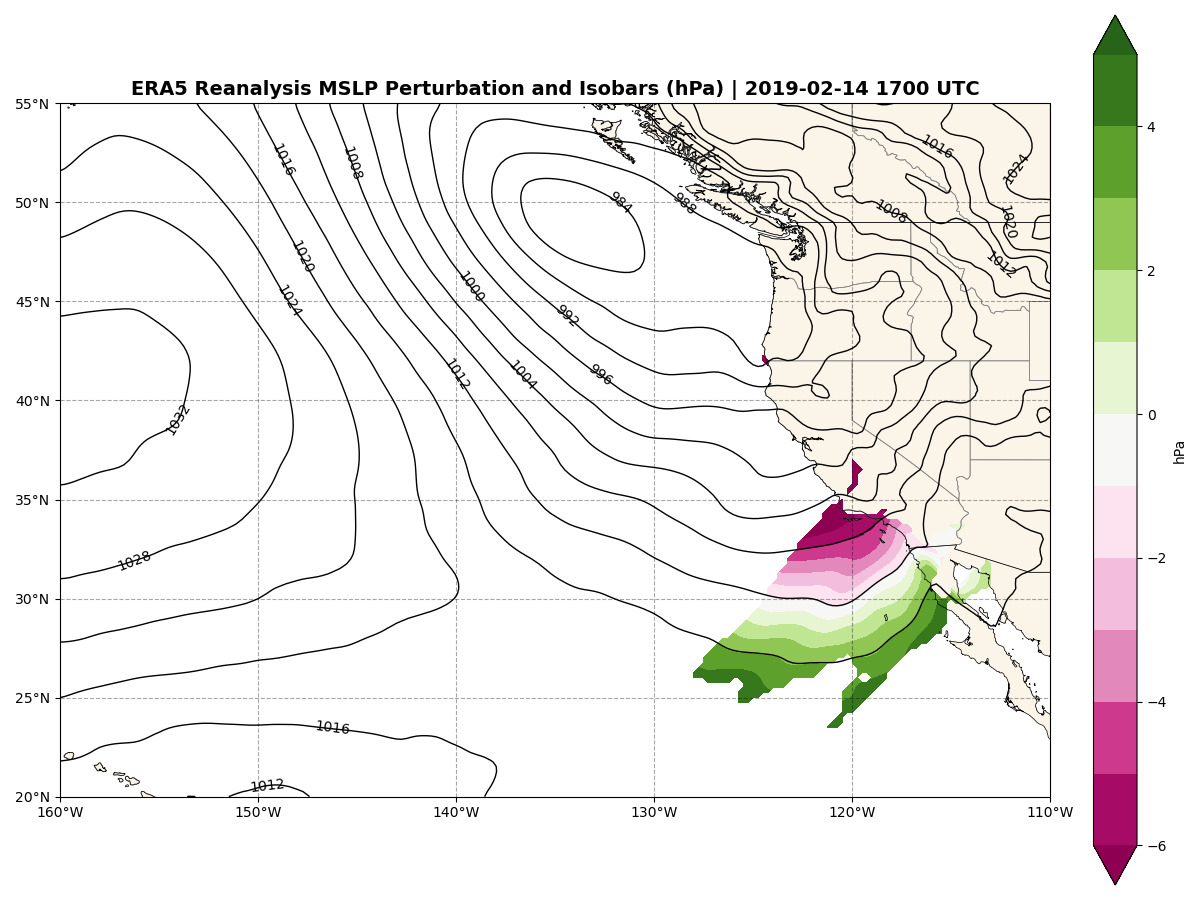 ERA5 Reanalysis MSLP Perturbation and Isobars (hPa) | 2019-02-14 1700 UTC
55°N
50°N
45°N
40°N
35°N
30°N
25°N
20°N
160°W
150°W
140°W
130°W
120°W
110°W
1016
1008
984
988
1008
1016
1024
1020
1012
1020
1024
1000
992
1012
1004
996
1032
1028
1016
1012
4
2
0
−2
−4
−6
hPa